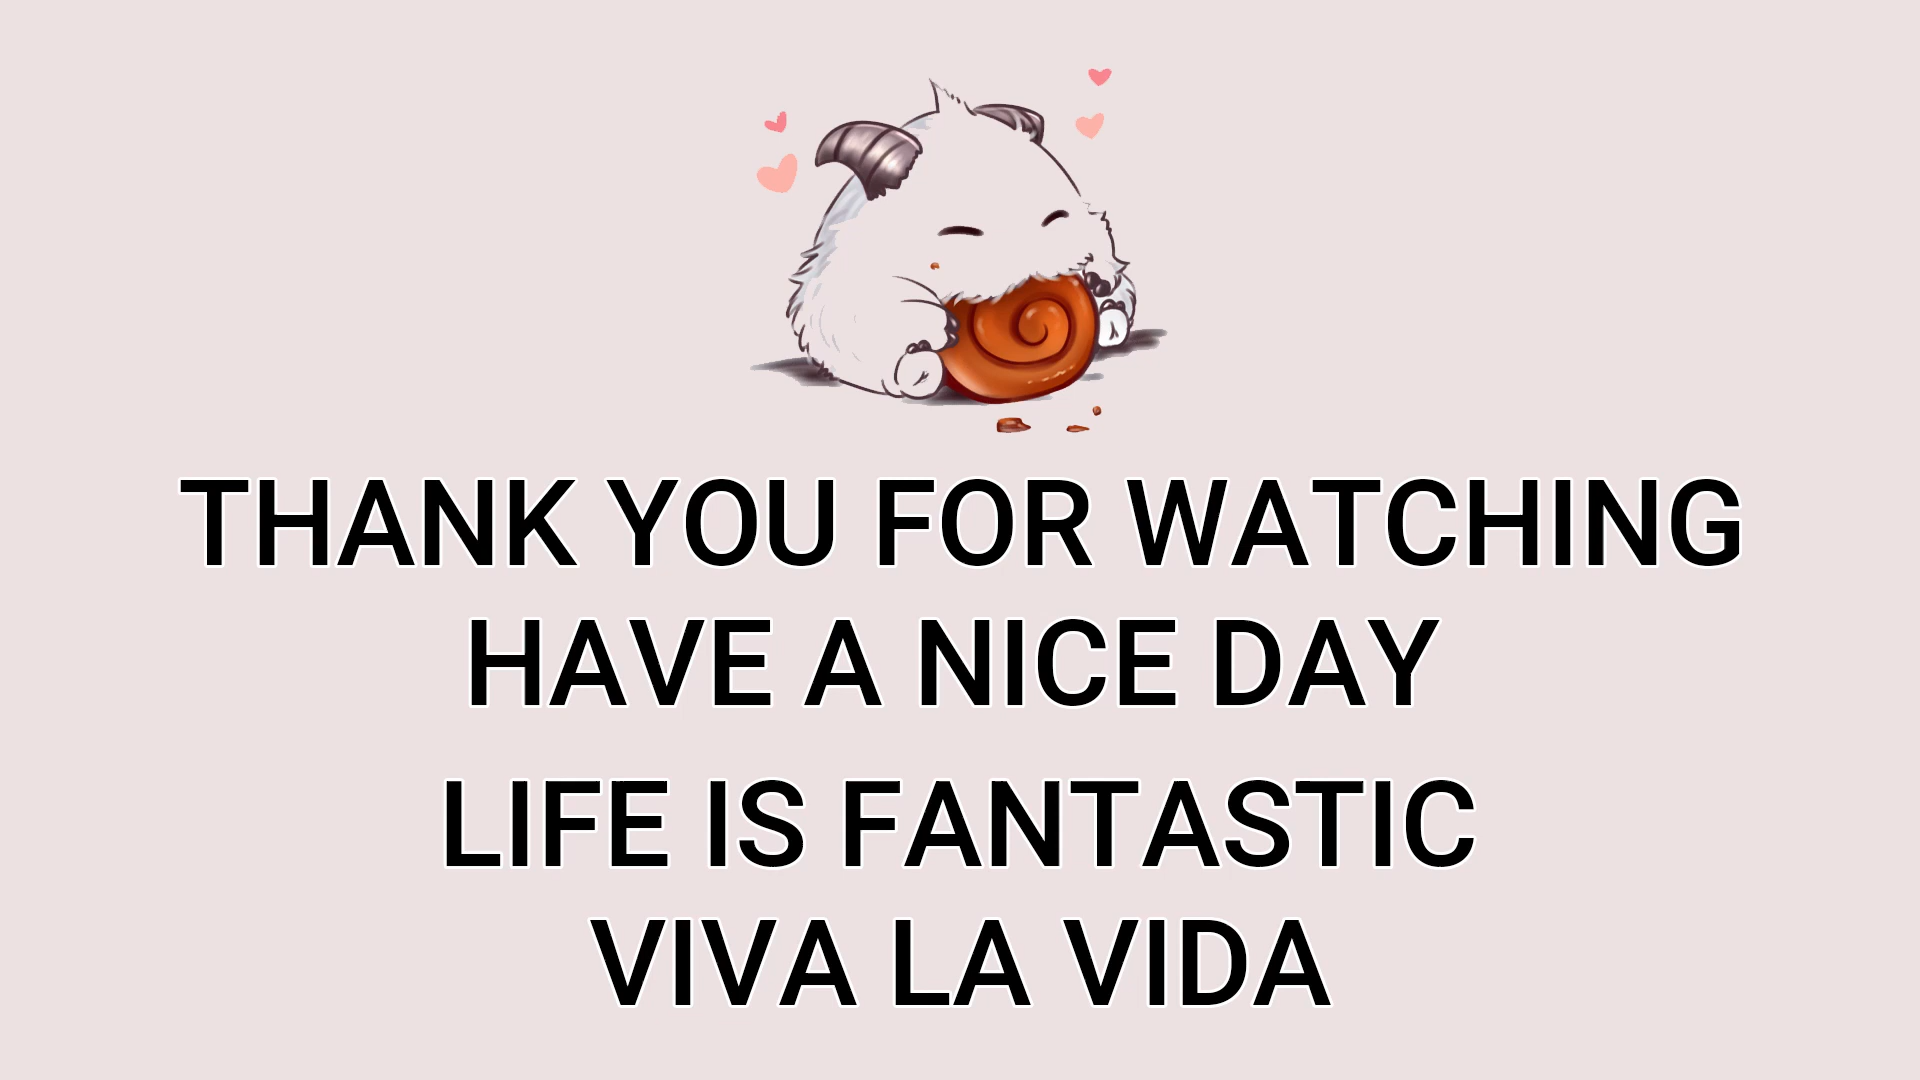 THANK YOU FOR WATCHING
HAVE A NICE DAY
LIFE IS FANTASTIC
VIVA LA VIDA